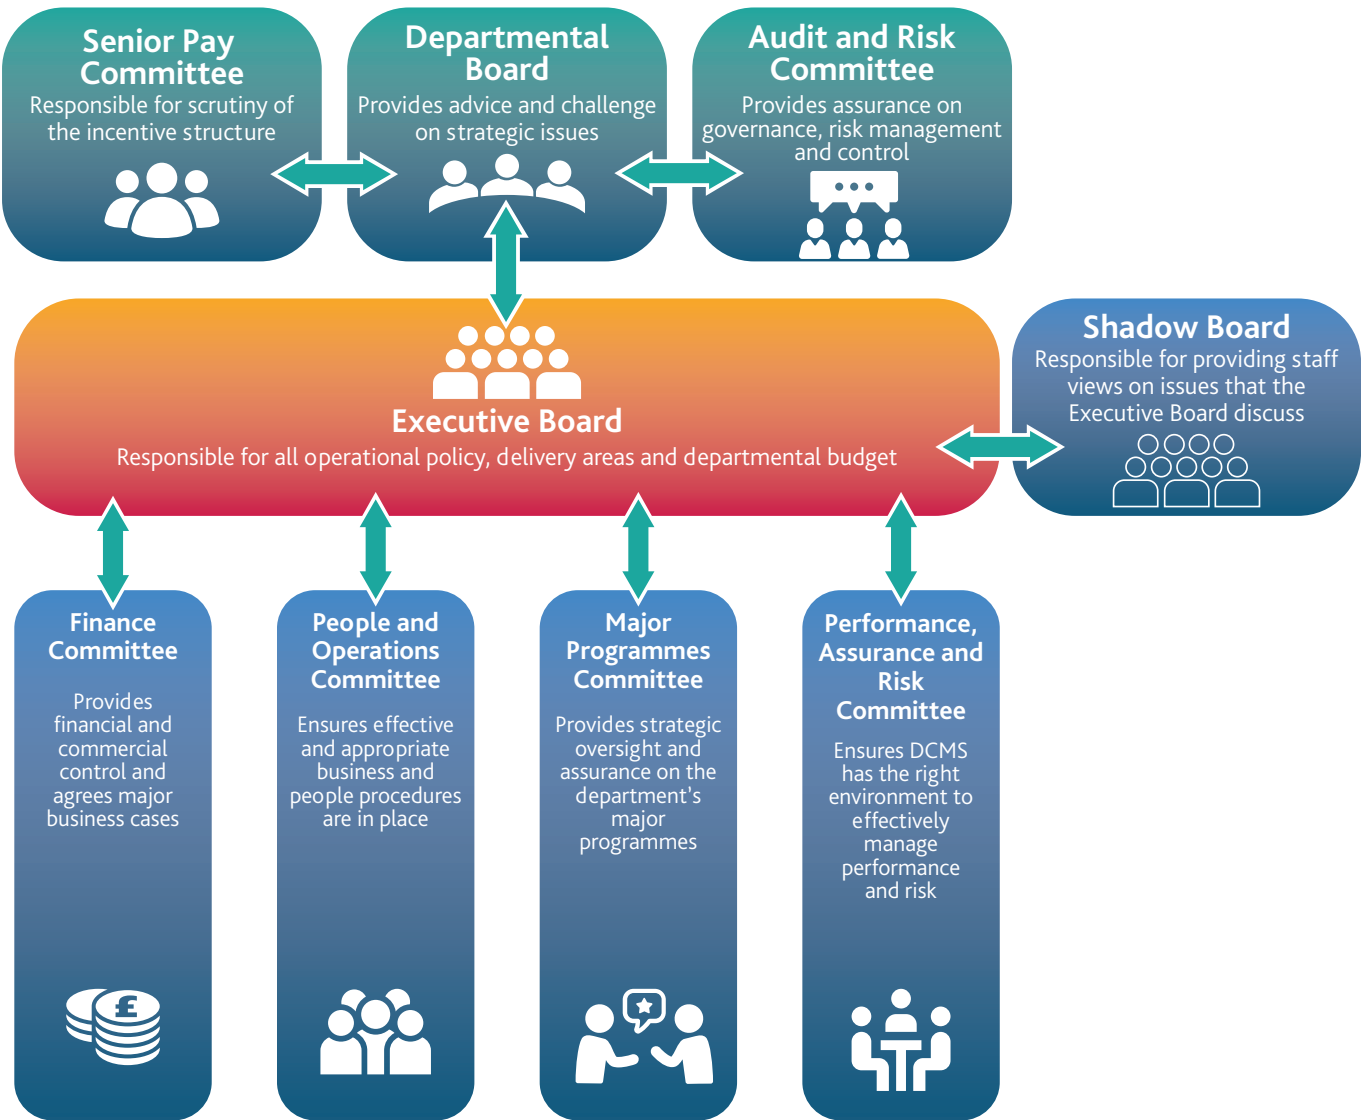 Senior Pay
Committee
Responsible for scrutiny of
the incentive structure
Departmental
Board
Provides advice and challenge
on strategic issues
Audit and Risk
Committee
Provides assurance on
governance, risk management
and control
Executive Board
Responsible for all operational policy, delivery areas and departmental budget
Shadow Board
Responsible for providing staff
views on issues that the
Executive Board discuss
Finance
Committee
Provides
financial and
commercial
control and
agrees major
business cases
£
People and
Operations
Committee
Ensures effective
and appropriate
business and
people procedures
are in place
Major
Programmes
Committee
Provides strategic
oversight and
assurance on the
department's
major
programmes
Performance,
Assurance and
Risk
Committee
Ensures DCMS
has the right
environment to
effectively
manage
performance
and risk